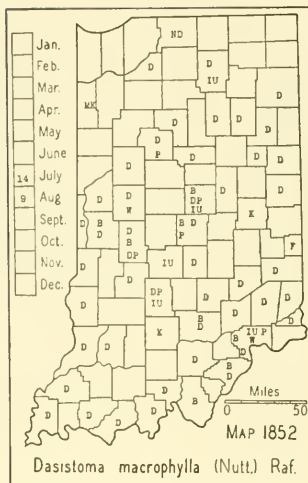 Jan.
Feb.
Mar.
Apr.
May
June
14 July
9 Aug
Sept.
Oct.
Nov.
Dec.
ND
D
D
IU
D
MK
D
D
D
D
D
D
P
D
D
D
D
D
W
B
DP
IU
D
D
D
K
D
B
D
D
B
DP
B
D
P
F
D
D
IU
D
D
D
D
DP
IU
D
D
D
D
B
D
D
IU P
W
K
B
D
D
D
D
B
D
D
D
D
D
D
D
B
Miles
0 50
MAP 1852
Dasistoma macrophylla (Nutt.) Raf.